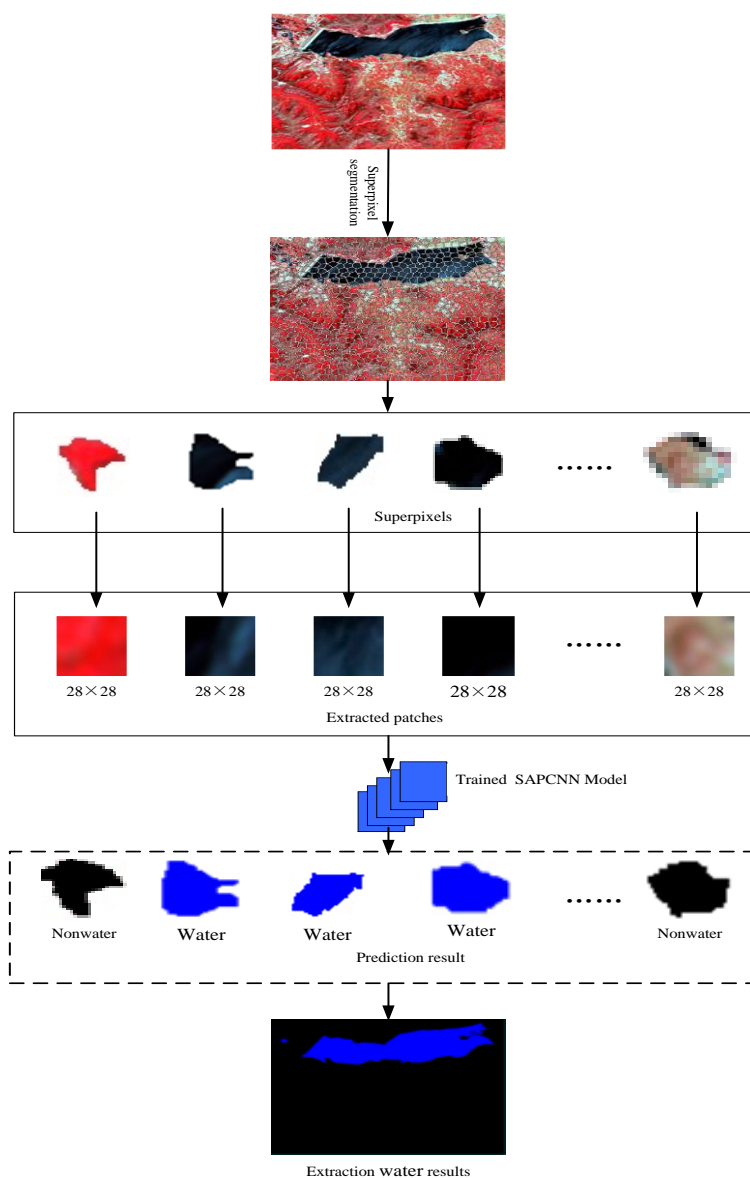 Superpixel
segmentation
……
Superpixels
……
28×28 28×28 28×28 28×28 28×28
Extracted patches
Trained SAPCNN Model
……
Nonwater Water Water Water Nonwater
Prediction result
Extraction water results